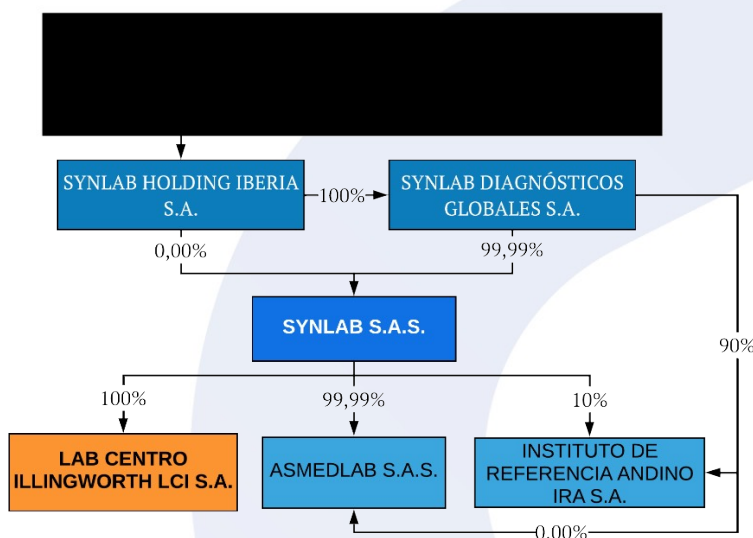 SYNLAB HOLDING IBERIA
S.A.
100%
SYNLAB DIAGNÓSTICOS
GLOBALES S.A.
0,00%
99,99%
SYNLAB S.A.S.
90%
100%
99,99%
10%
LAB CENTRO
ILLINGWORTH LCI S.A.
ASMEDLAB S.A.S.
INSTITUTO DE
REFERENCIA ANDINO
IRA S.A.
0,00%